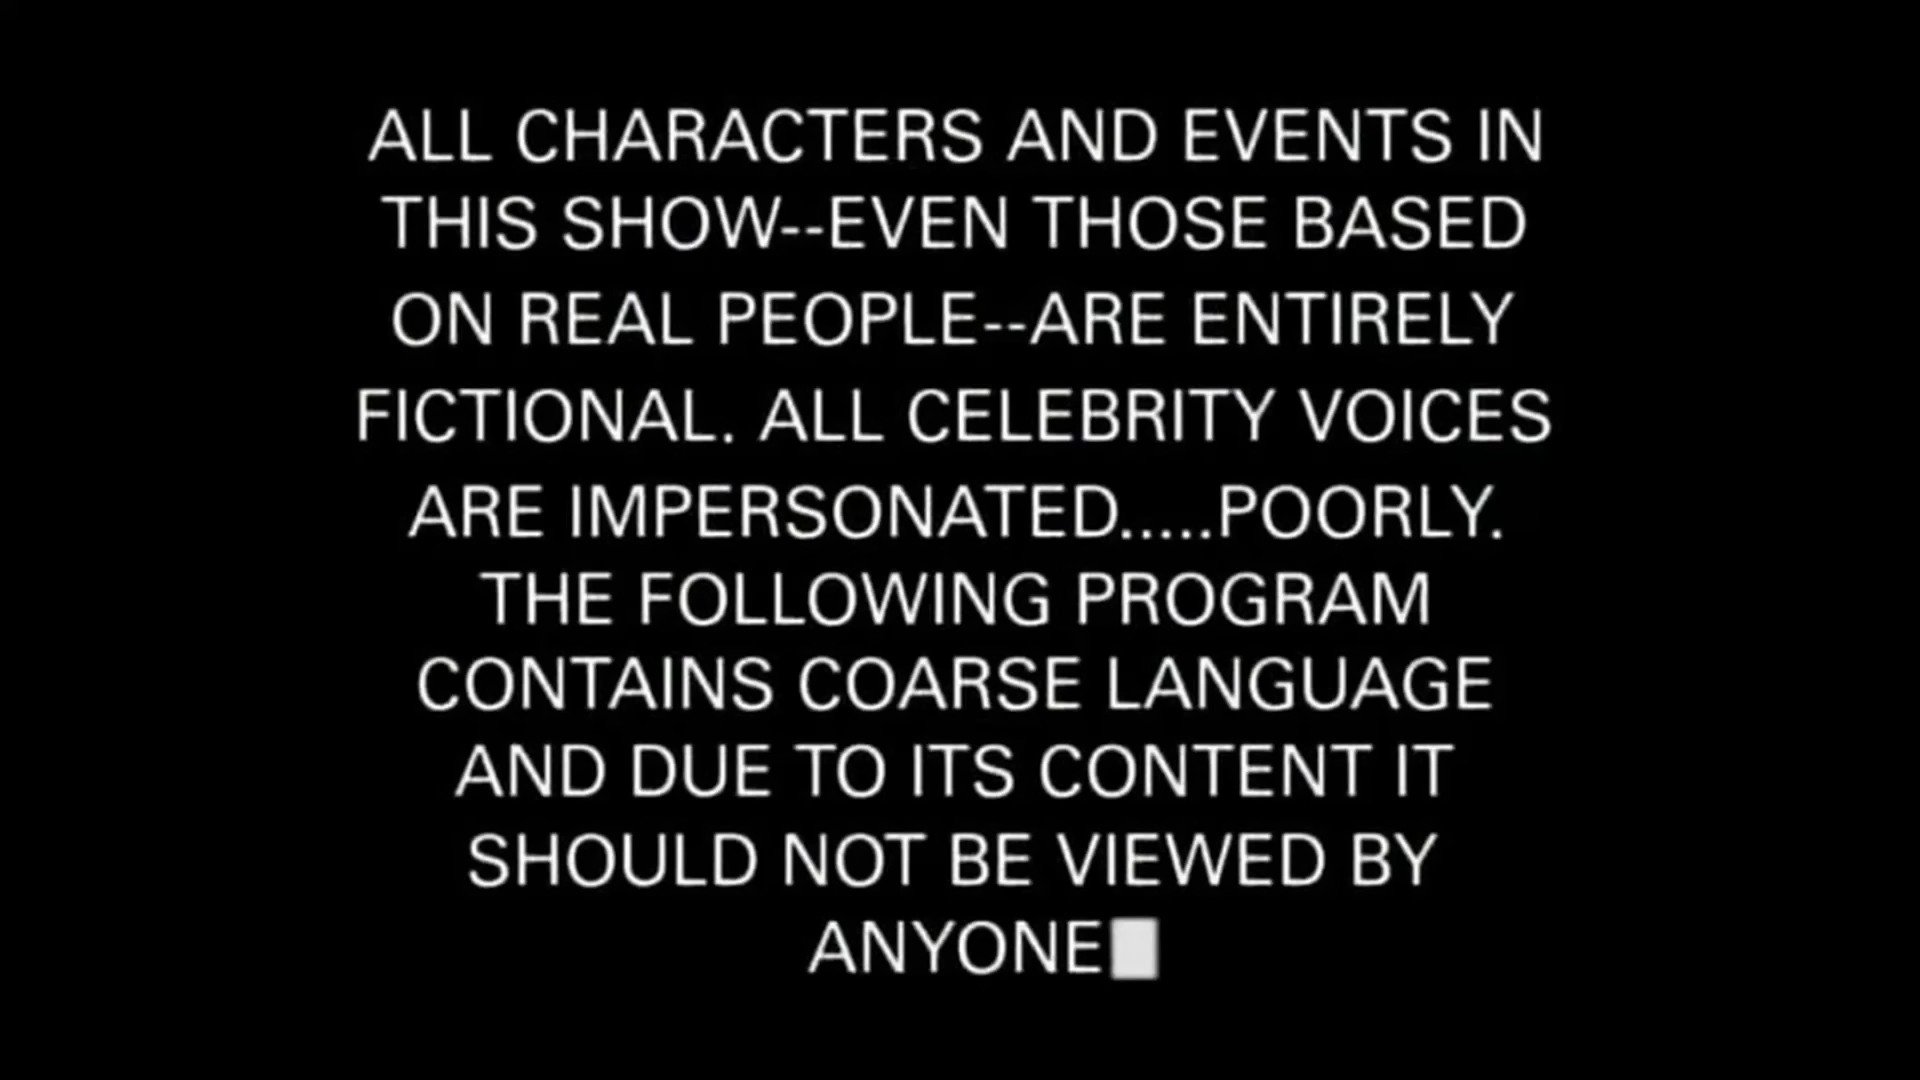 ALL CHARACTERS AND EVENTS IN
THIS SHOW--EVEN THOSE BASED
ON REAL PEOPLE--ARE ENTIRELY
FICTIONAL. ALL CELEBRITY VOICES
ARE IMPERSONATED.....POORLY.
THE FOLLOWING PROGRAM
CONTAINS COARSE LANGUAGE
AND DUE TO ITS CONTENT IT
SHOULD NOT BE VIEWED BY
ANYONE